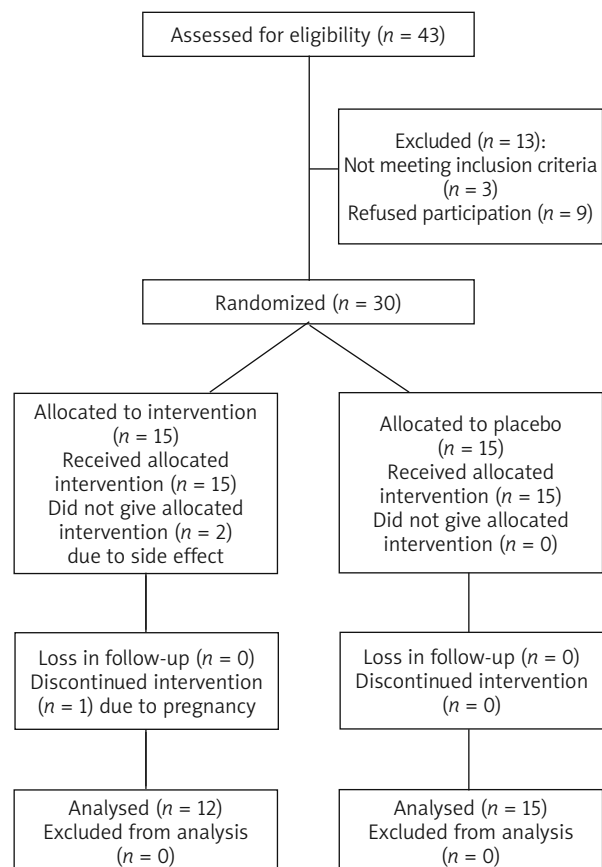 Assessed for eligibility (n = 43)
Excluded (n = 13):
Not meeting inclusion criteria
(n = 3)
Refused participation (n = 9)
Randomized (n = 30)
Allocated to intervention
(n = 15)
Received allocated
intervention (n = 15)
Did not give allocated
intervention (n = 2)
due to side effect
Allocated to placebo
(n = 15)
Received allocated
intervention (n = 15)
Did not give allocated
intervention (n = 0)
Loss in follow-up (n = 0)
Discontinued intervention
(n = 1) due to pregnancy
Loss in follow-up (n = 0)
Discontinued intervention
(n = 0)
Analysed (n = 12)
Excluded from analysis
(n = 0)
Analysed (n = 15)
Excluded from analysis
(n = 0)